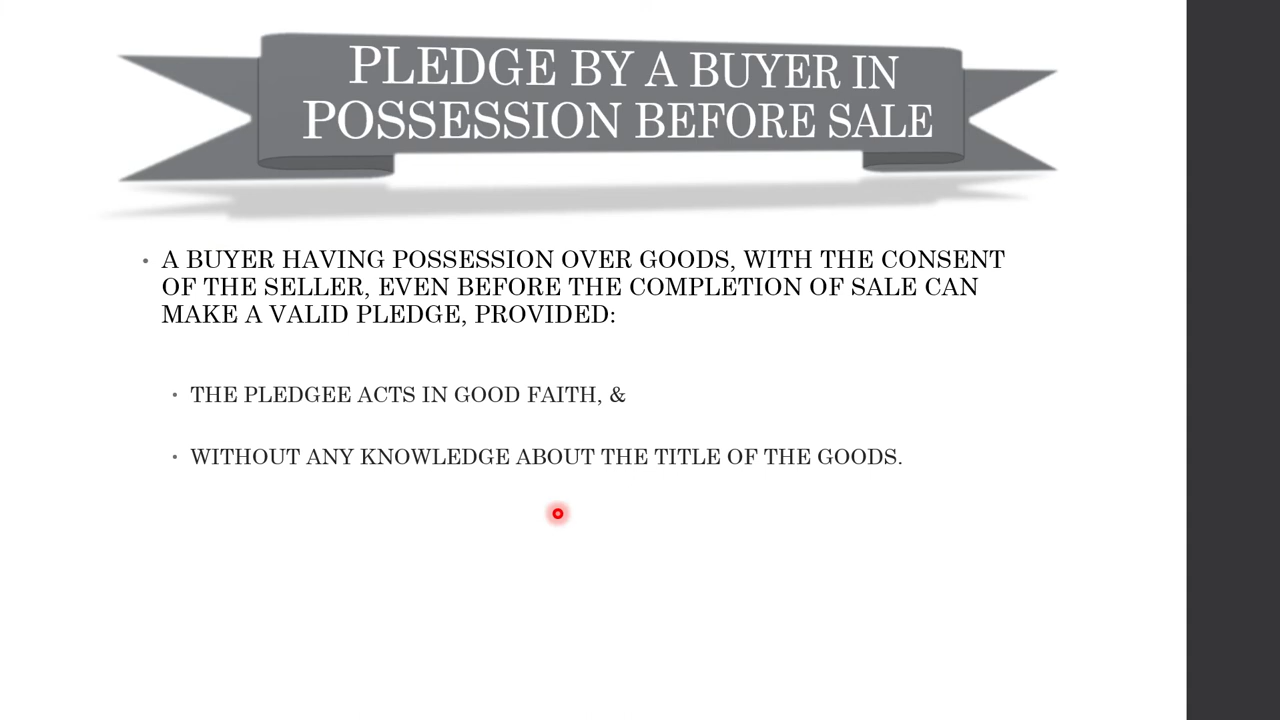 PLEDGE BY A BUYER IN
POSSESSION BEFORE SALE
• A BUYER HAVING POSSESSION OVER GOODS, WITH THE CONSENT
OF THE SELLER, EVEN BEFORE THE COMPLETION OF SALE CAN
MAKE A VALID PLEDGE, PROVIDED:
• THE PLEDGEE ACTS IN GOOD FAITH, &
• WITHOUT ANY KNOWLEDGE ABOUT THE TITLE OF THE GOODS.